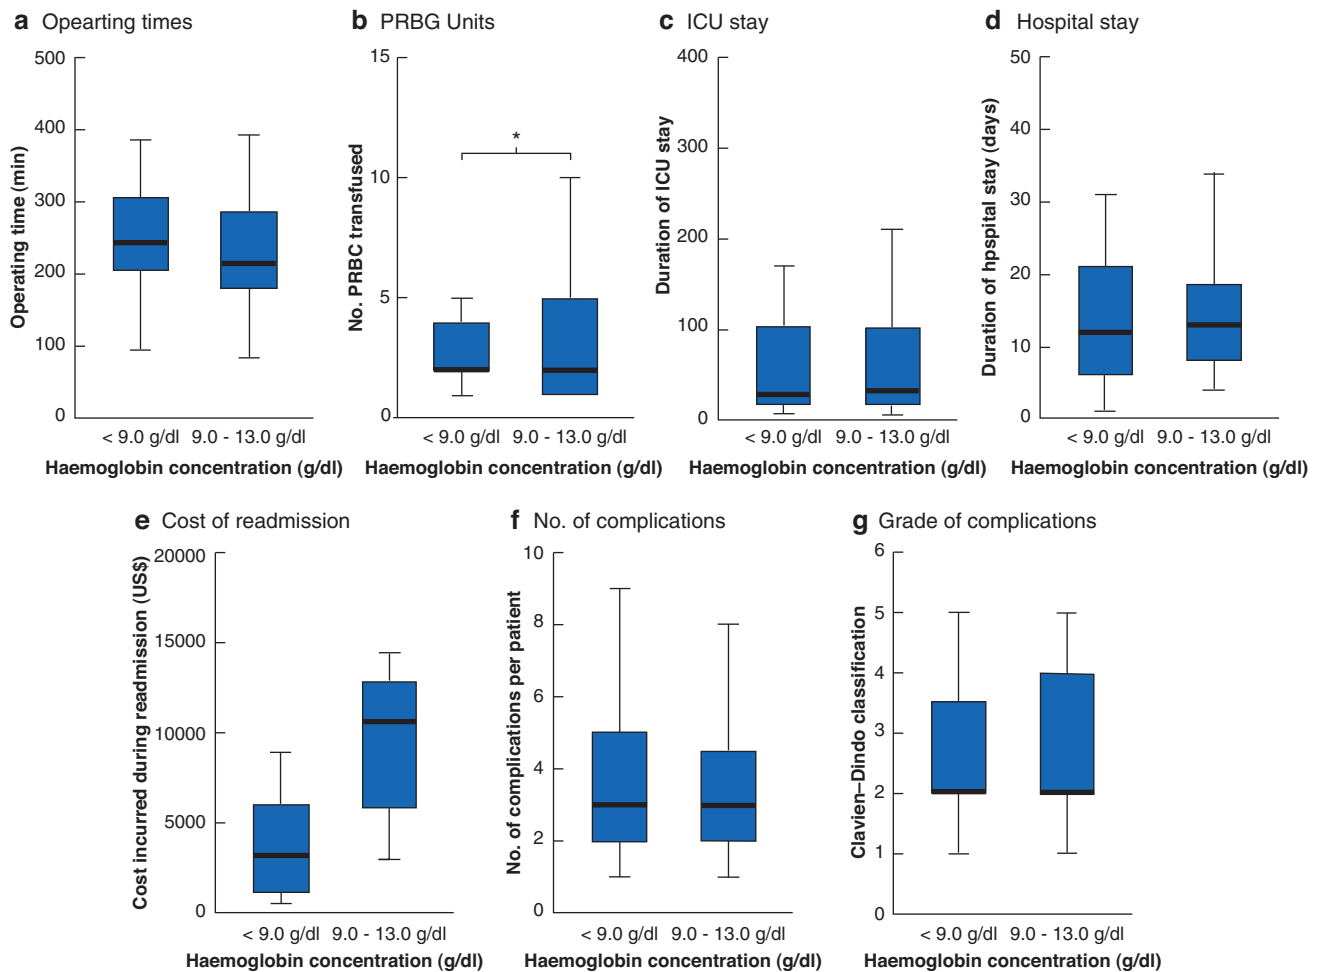 a Opearting times
500
400
300
200
100
0
Operating time (min)
< 9.0 g/dl 9.0 - 13.0 g/dl
Haemoglobin concentration (g/dl)
b PRBG Units
15
10
5
0
No. PRBC transfused
*
< 9.0 g/dl 9.0 - 13.0 g/dl
Haemoglobin concentration (g/dl)
c ICU stay
400
300
200
100
0
Duration of ICU stay
< 9.0 g/dl 9.0 - 13.0 g/dl
Haemoglobin concentration (g/dl)
d Hospital stay
50
40
30
20
10
0
Duration of hpspital stay (days)
< 9.0 g/dl 9.0 - 13.0 g/dl
Haemoglobin concentration (g/dl)
e Cost of readmission
20000
15000
10000
5000
0
Cost incurred during readmission (US$)
< 9.0 g/dl 9.0 - 13.0 g/dl
Haemoglobin concentration (g/dl)
f No. of complications
10
8
6
4
2
0
No. of complications per patient
< 9.0 g/dl 9.0 - 13.0 g/dl
Haemoglobin concentration (g/dl)
g Grade of complications
6
5
4
3
2
1
0
Clavien–Dindo classification
< 9.0 g/dl 9.0 - 13.0 g/dl
Haemoglobin concentration (g/dl)